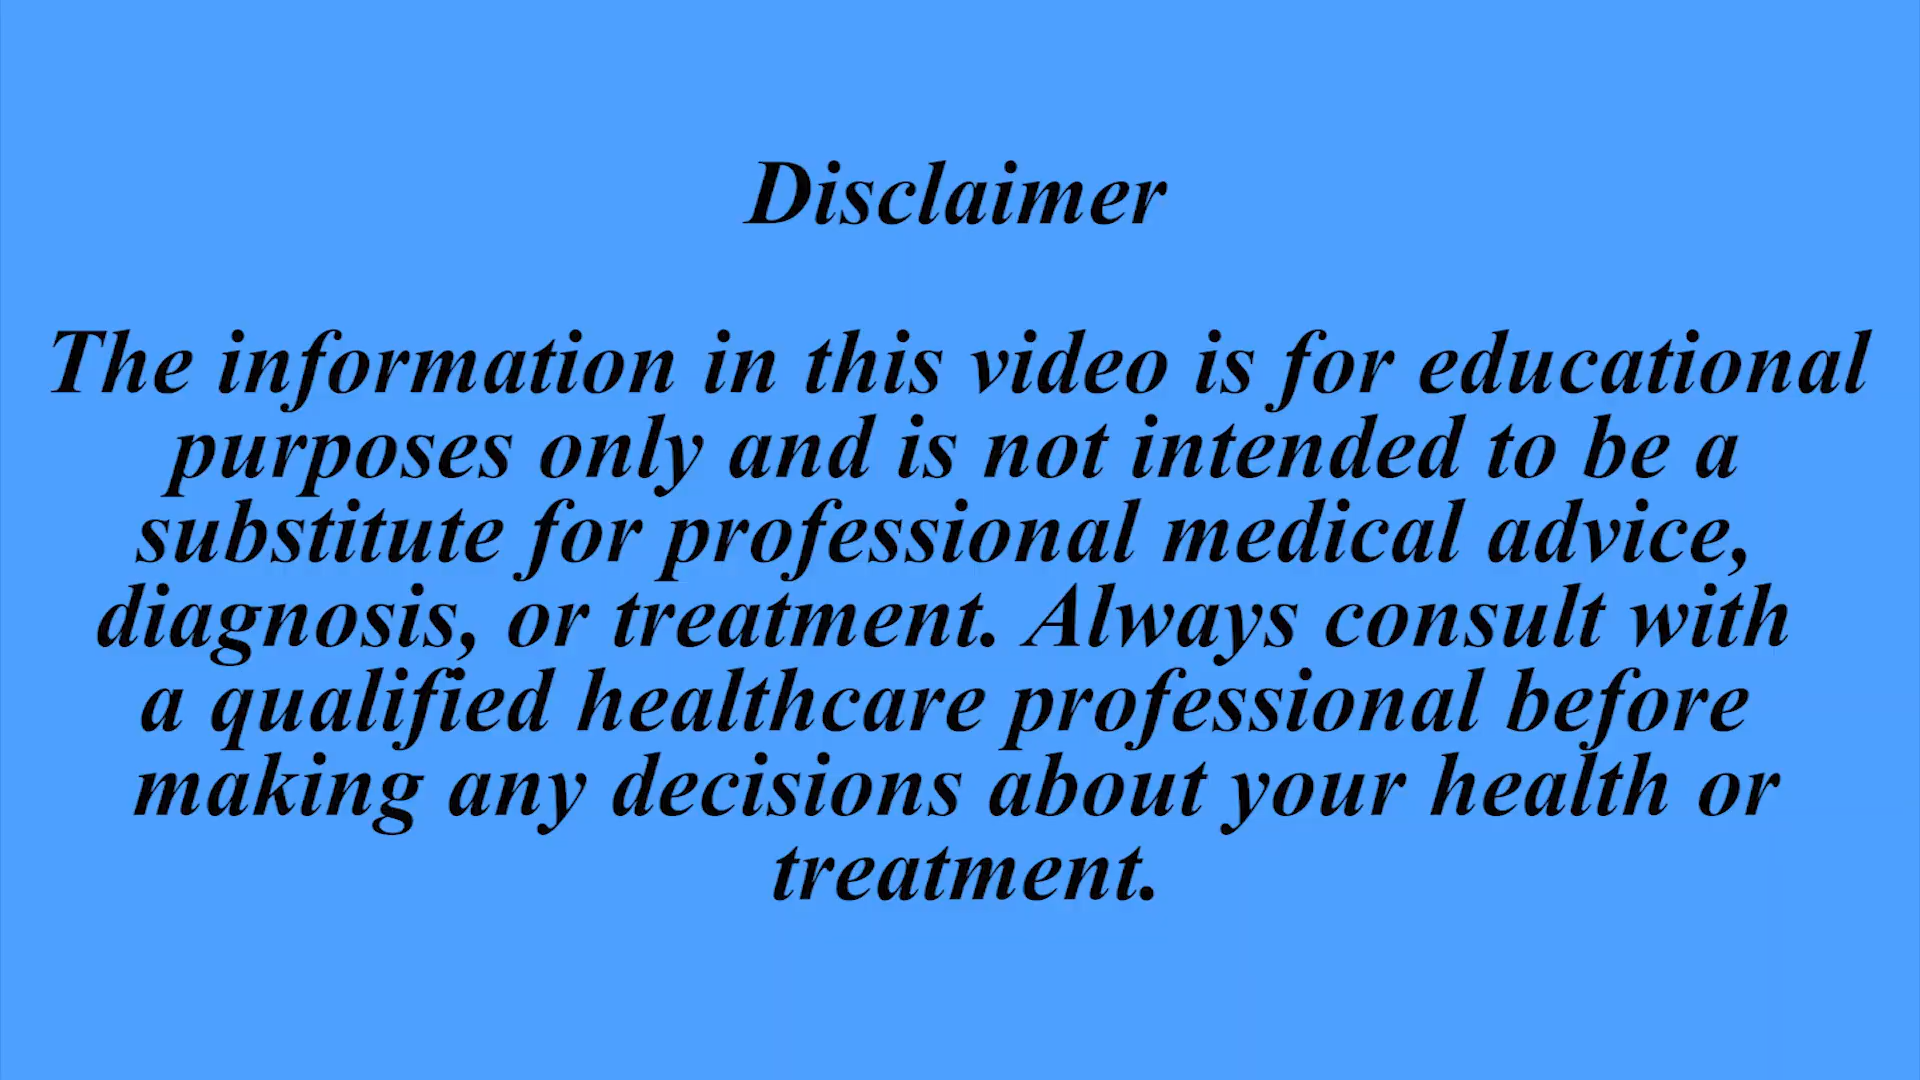 Disclaimer
The information in this video is for educational
purposes only and is not intended to be a
substitute for professional medical advice,
diagnosis, or treatment. Always consult with
a qualified healthcare professional before
making any decisions about your health or
treatment.